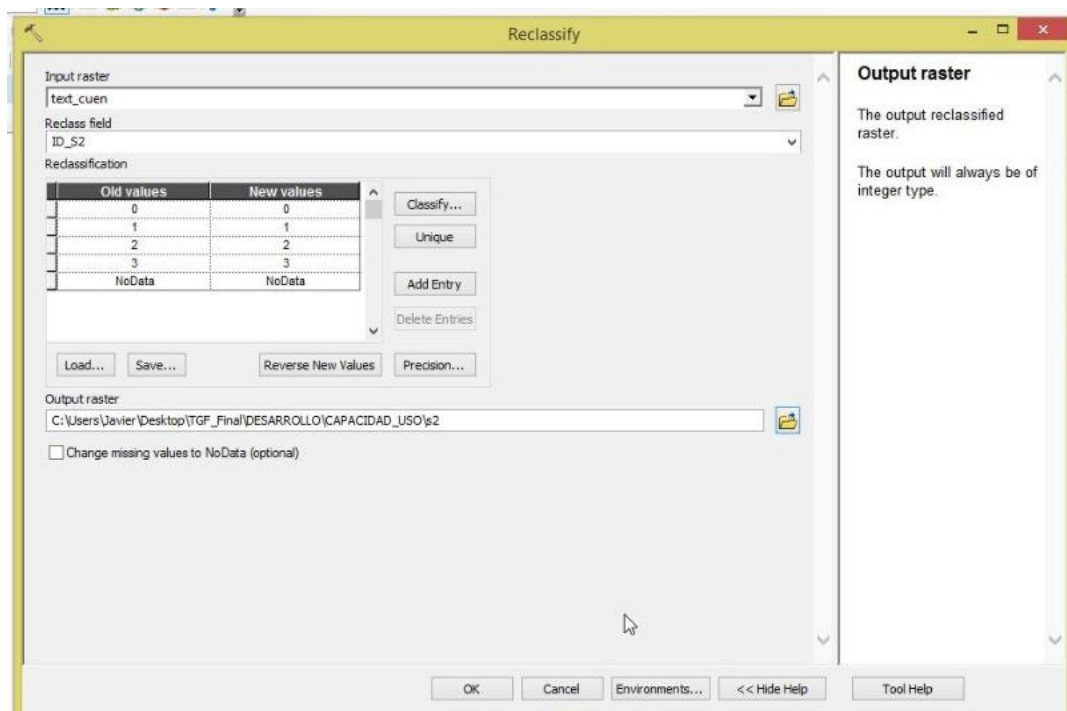 Reclassify
Input raster
text_cuen
Reclass field
ID_S2
Reclassification
Old values New values
0 0
1 1
2 2
3 3
NoData NoData
Classify...
Unique
Add Entry
Delete Entries
Load... Save... Reverse New Values Precision...
Output raster
C:\Users\Javier\Desktop\TGF_Final\DESARROLLO\CAPACIDAD_USO\s2
Change missing values to NoData (optional)
Output raster
The output reclassified
raster.
The output will always be of
integer type.
OK Cancel Environments... << Hide Help Tool Help